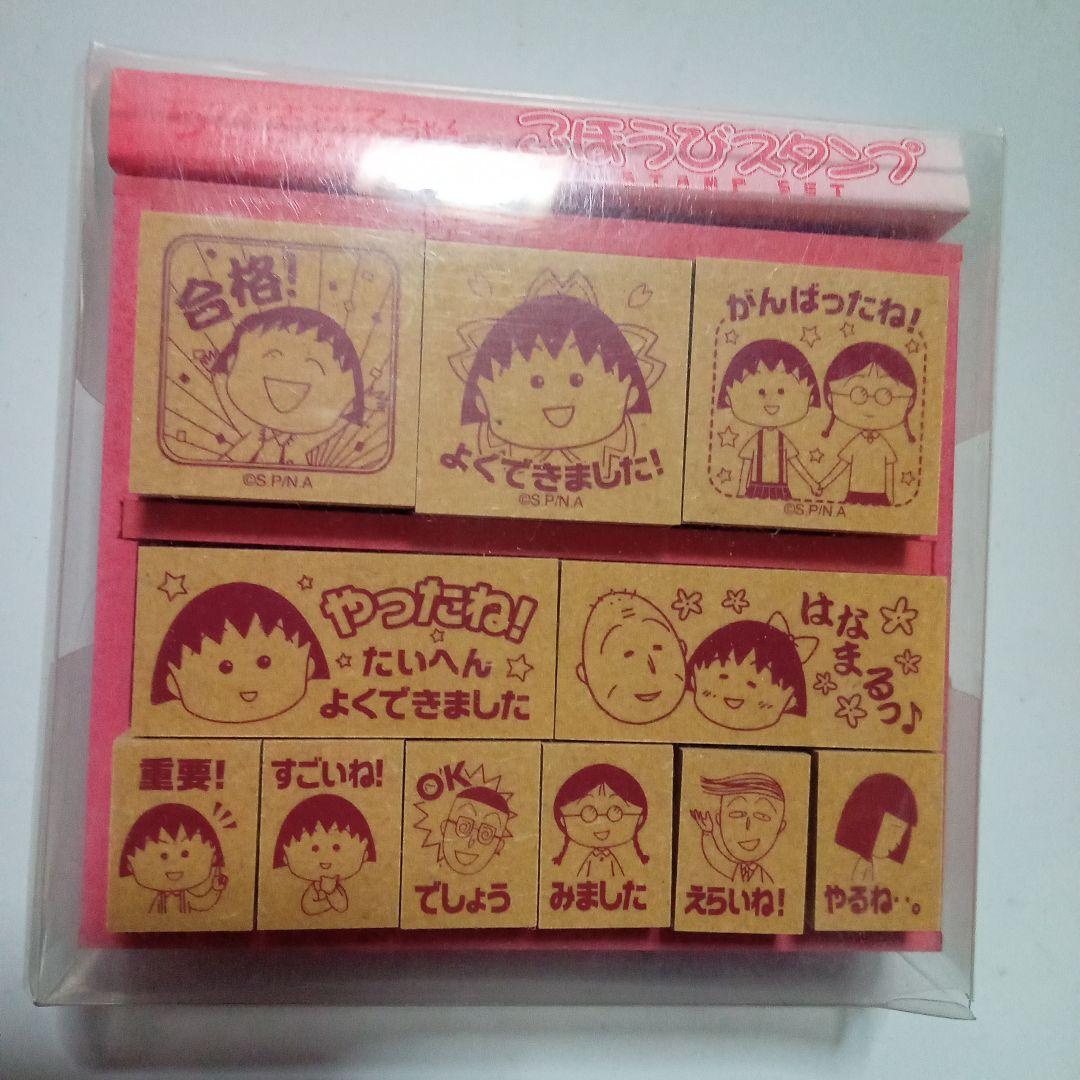 ちゃん
ごほうびスタンプ
STAMP SET
合格!
©S.P/N.A
よくできました!
©S.P/N.A
がんばったね!
©S.P/N.A
やったね!
たいへん
よくできました
はなまるっ♪
重要!
すごいね!
OK
でしょう
みました
えらいね!
やるね‥。